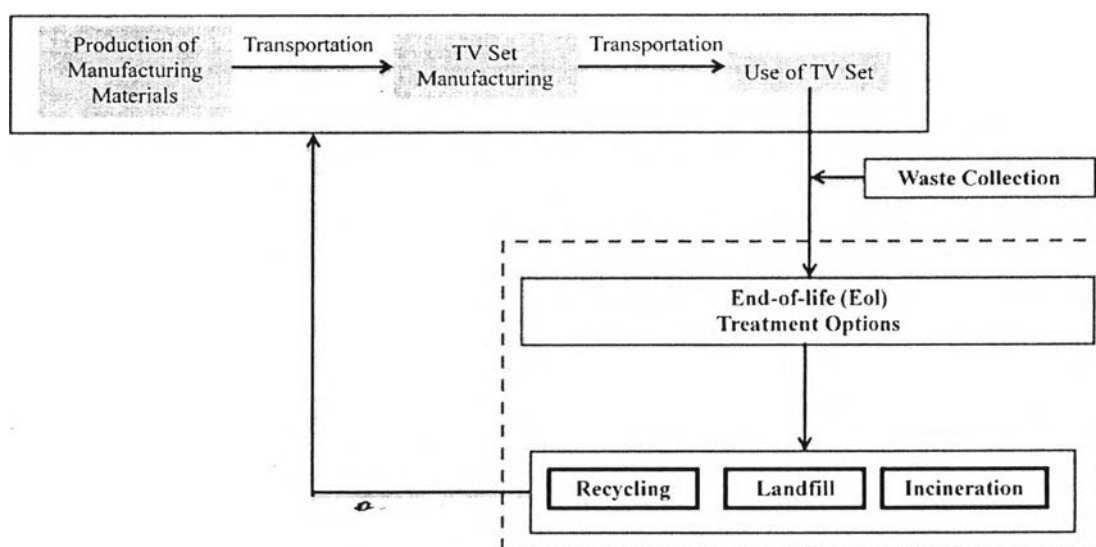 Production of
Manufacturing
Materials
Transportation
TV Set
Manufacturing
Transportation
Use of TV Set
Waste Collection
End-of-life (Eol)
Treatment Options
Recycling
Landfill
Incineration